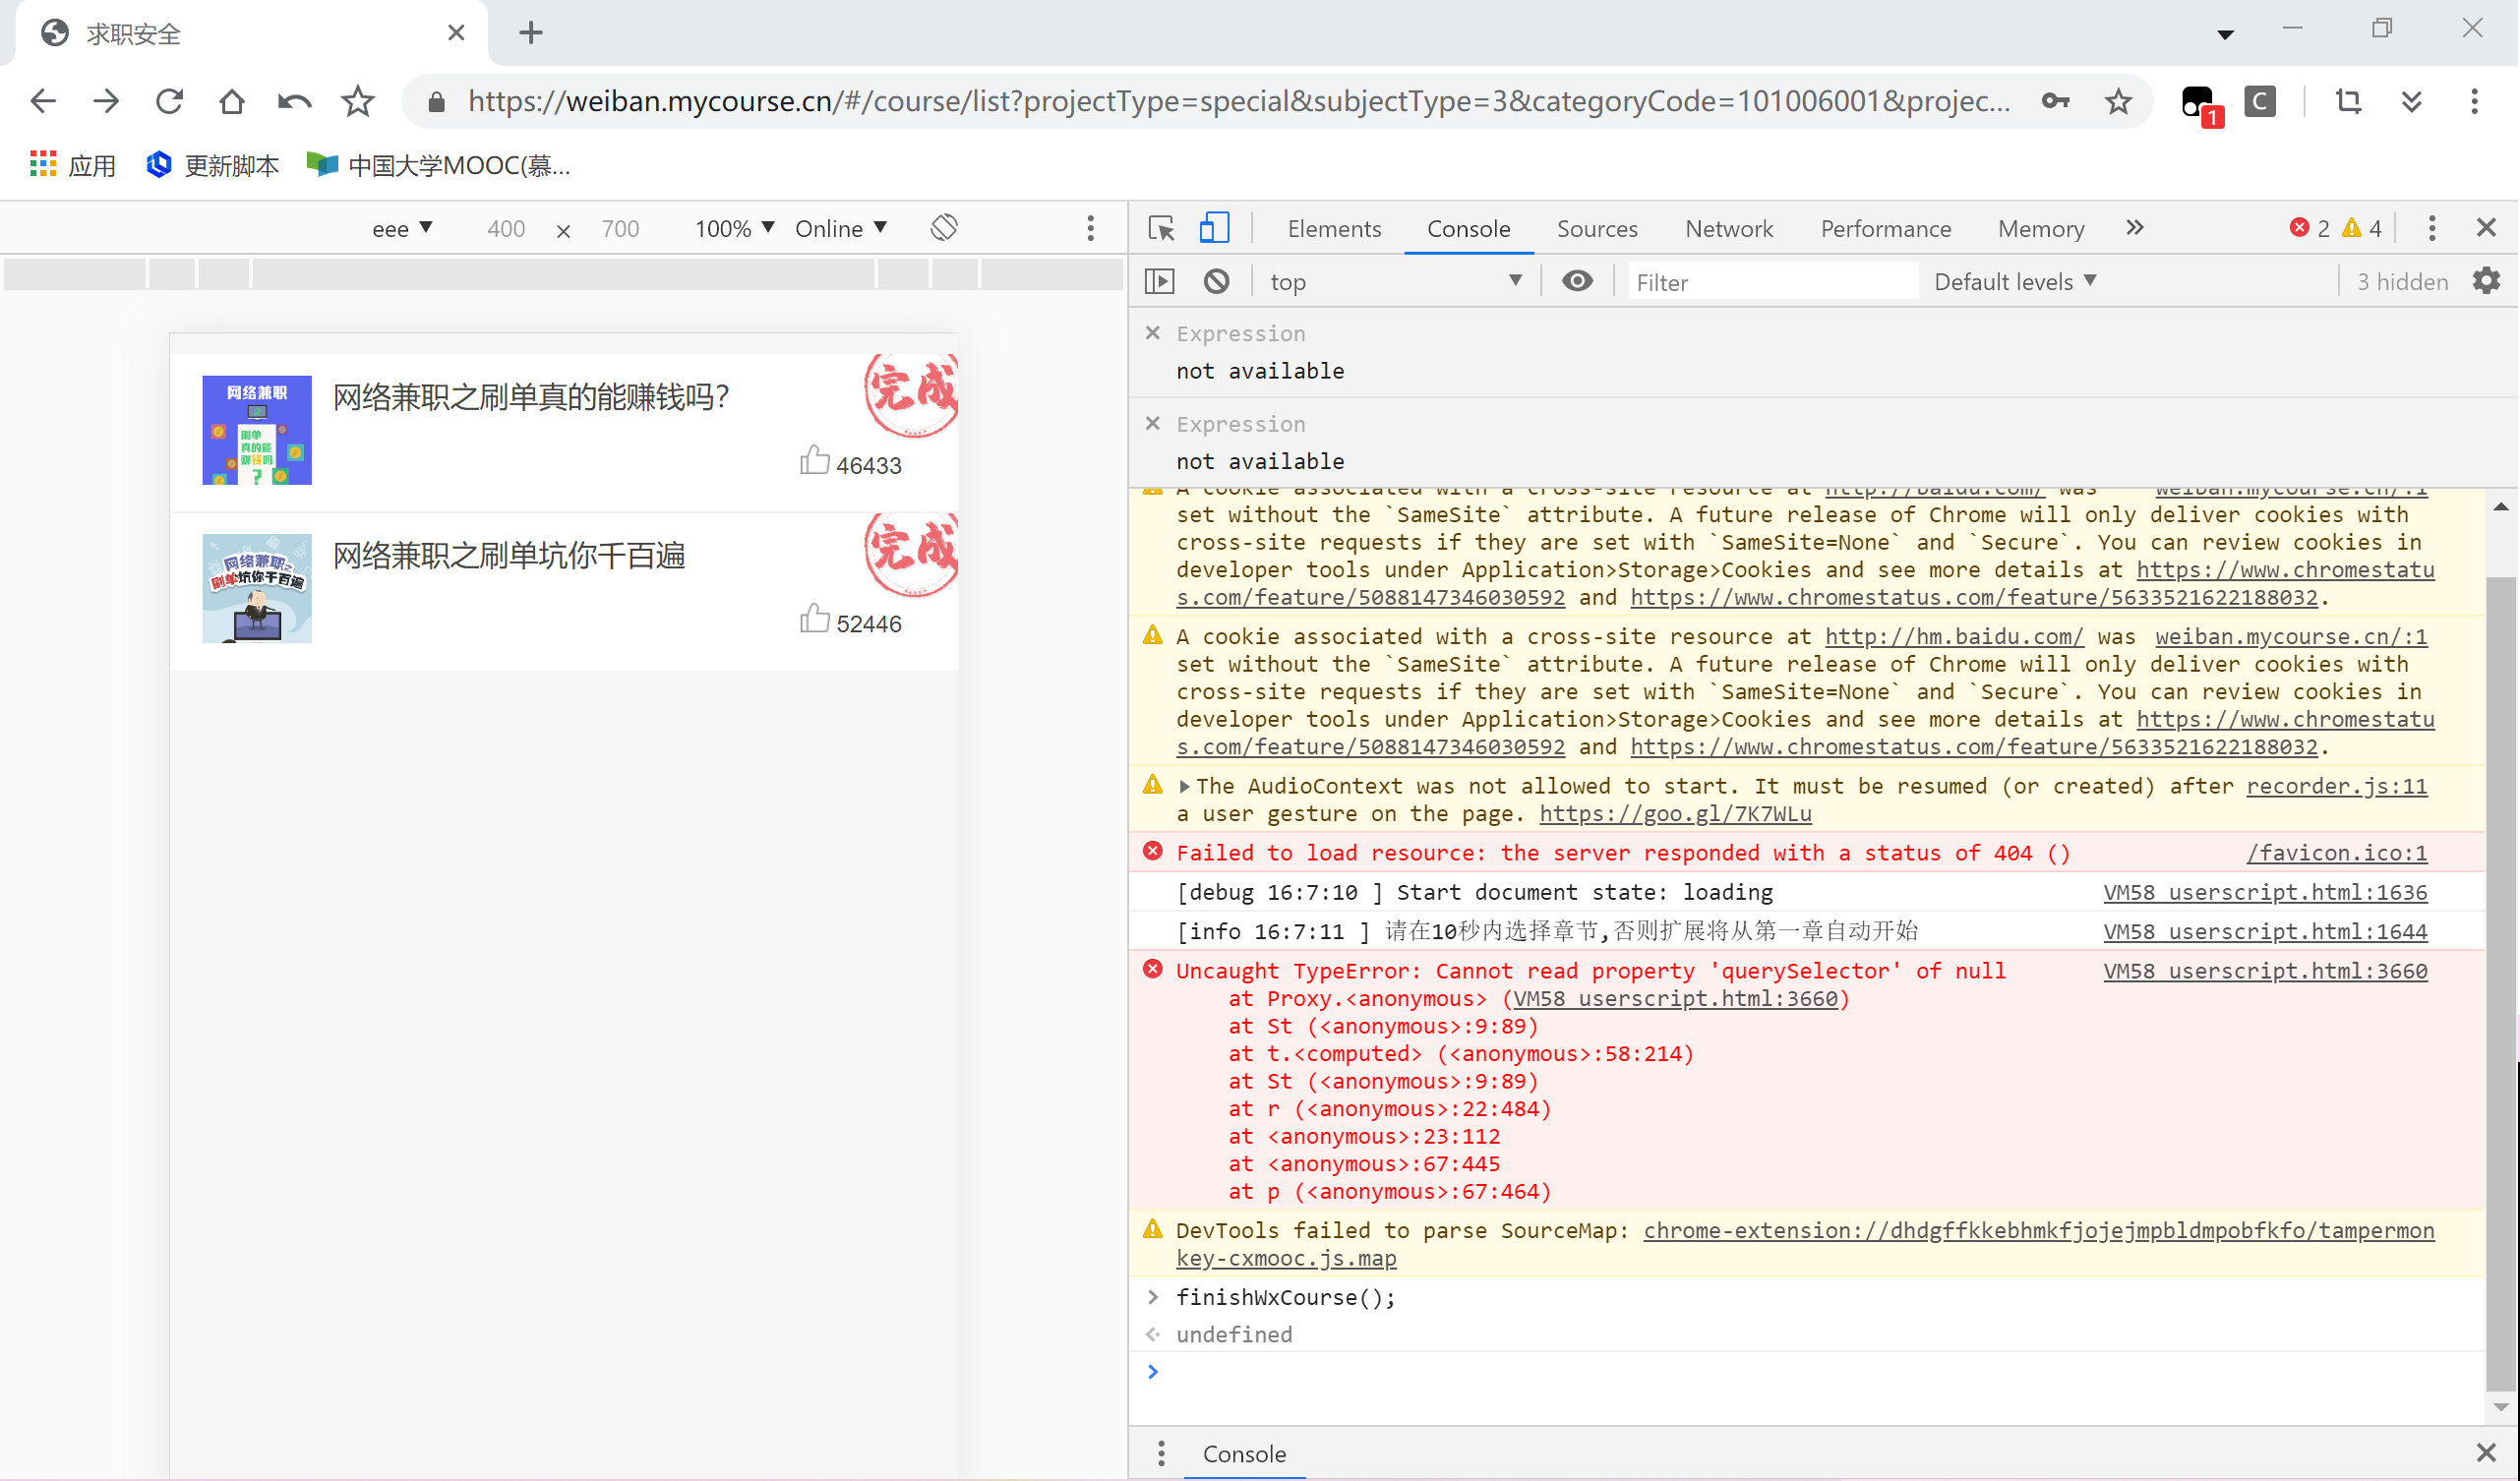 求职安全
https://weiban.mycourse.cn/#/course/list?projectType=special&subjectType=3&categoryCode=101006001&projec...
1
C
应用
更新脚本
中国大学MOOC(慕...
eee ▼
400 × 700
100% ▼
Online ▼
Elements
Console
Sources
Network
Performance
Memory
2
4
top
Filter
Default levels ▼
3 hidden
Expression
not available
Expression
not available
网络兼职
刷单
真的能
赚钱吗
?
网络兼职之刷单真的能赚钱吗？
完成
46433
网络兼职之
刷单坑你千百遍
网络兼职之刷单坑你千百遍
完成
52446
A cookie associated with a cross-site resource at http://baidu.com/ was weiban.mycourse.cn/:1
set without the `SameSite` attribute. A future release of Chrome will only deliver cookies with
cross-site requests if they are set with `SameSite=None` and `Secure`. You can review cookies in
developer tools under Application>Storage>Cookies and see more details at https://www.chromestatu
s.com/feature/5088147346030592 and https://www.chromestatus.com/feature/5633521622188032.
A cookie associated with a cross-site resource at http://hm.baidu.com/ was weiban.mycourse.cn/:1
set without the `SameSite` attribute. A future release of Chrome will only deliver cookies with
cross-site requests if they are set with `SameSite=None` and `Secure`. You can review cookies in
developer tools under Application>Storage>Cookies and see more details at https://www.chromestatu
s.com/feature/5088147346030592 and https://www.chromestatus.com/feature/5633521622188032.
The AudioContext was not allowed to start. It must be resumed (or created) after recorder.js:11
a user gesture on the page. https://goo.gl/7K7WLu
Failed to load resource: the server responded with a status of 404 () /favicon.ico:1
[debug 16:7:10 ] Start document state: loading VM58 userscript.html:1636
[info 16:7:11 ] 请在10秒内选择章节,否则扩展将从第一章自动开始 VM58 userscript.html:1644
Uncaught TypeError: Cannot read property 'querySelector' of null VM58 userscript.html:3660
at Proxy.<anonymous> (VM58 userscript.html:3660)
at St (<anonymous>:9:89)
at t.<computed> (<anonymous>:58:214)
at St (<anonymous>:9:89)
at r (<anonymous>:22:484)
at <anonymous>:23:112
at <anonymous>:67:445
at p (<anonymous>:67:464)
DevTools failed to parse SourceMap: chrome-extension://dhdgffkkebhmkfjojejmpbldmpobfkfo/tampermon
key-cxmooc.js.map
> finishWxCourse();
undefined
>
Console